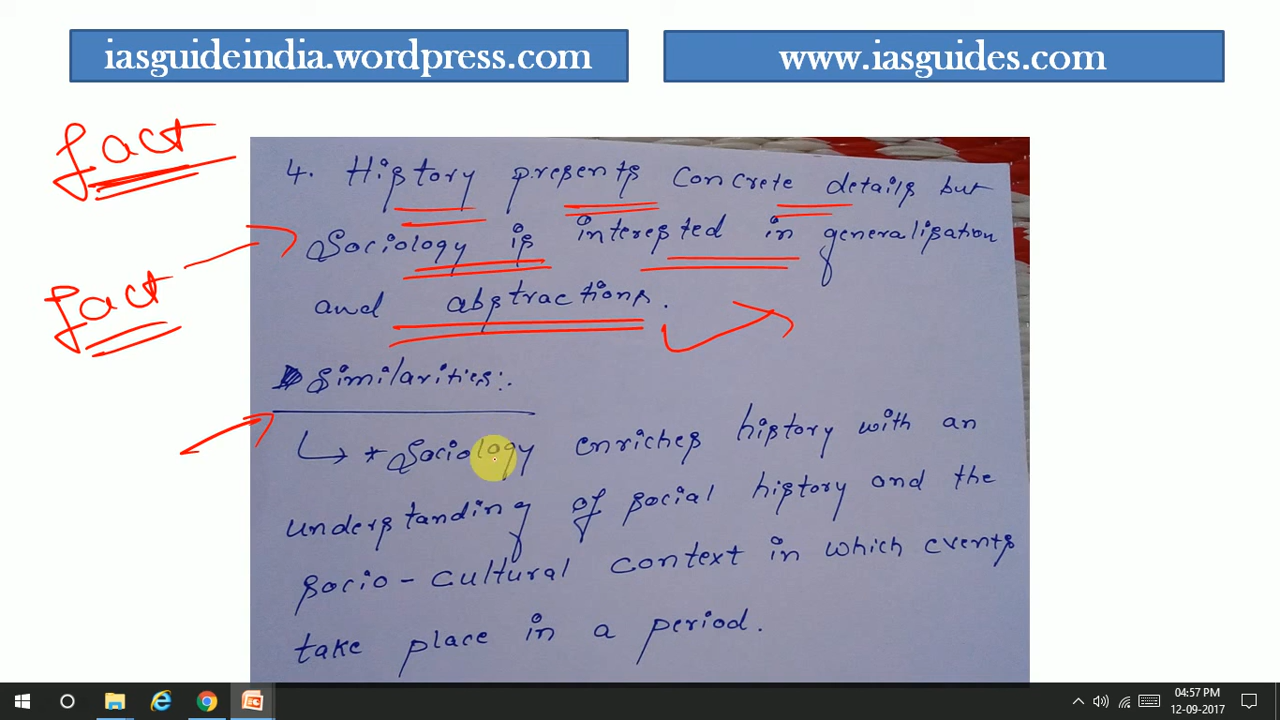 iasguideindia.wordpress.com
www.iasguides.com
fact
4. History presents concrete details but
Sociology is interested in generalisation
fact
and abstractions.
Similarities:.
* Sociology enriches history with an
understanding of social history and the
socio-cultural context in which events
take place in a period.
04:57 PM
12-09-2017